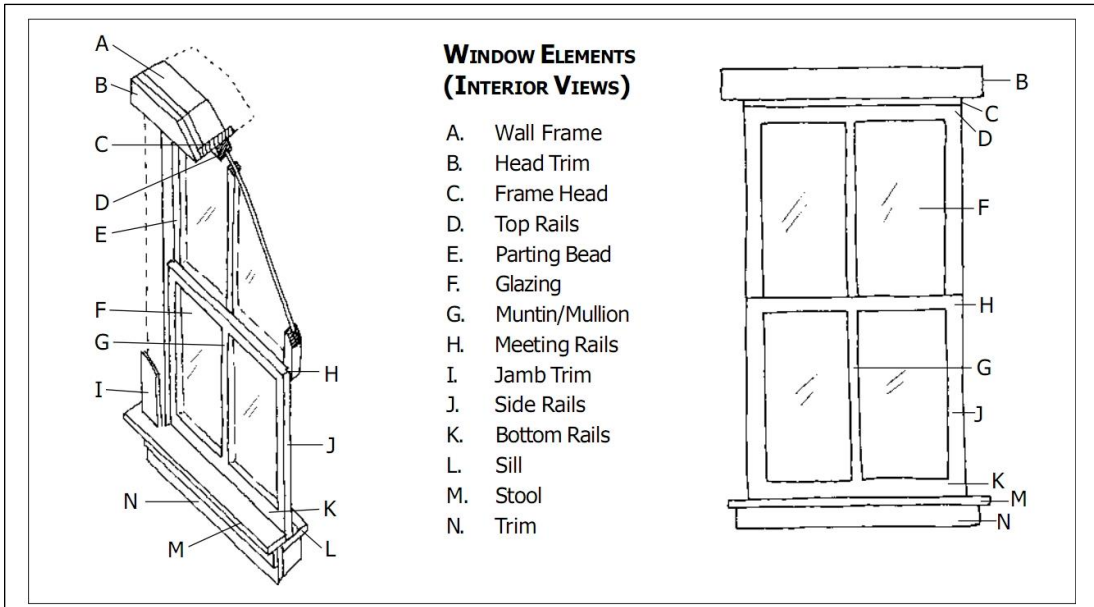 A
B
C
D
E
F
G
I
H
J
N
K
M
L
WINDOW ELEMENTS
(INTERIOR VIEWS)
A. Wall Frame
B. Head Trim
C. Frame Head
D. Top Rails
E. Parting Bead
F. Glazing
G. Muntin/Mullion
H. Meeting Rails
I. Jamb Trim
J. Side Rails
K. Bottom Rails
L. Sill
M. Stool
N. Trim
B
C
D
F
H
G
J
K
M
N